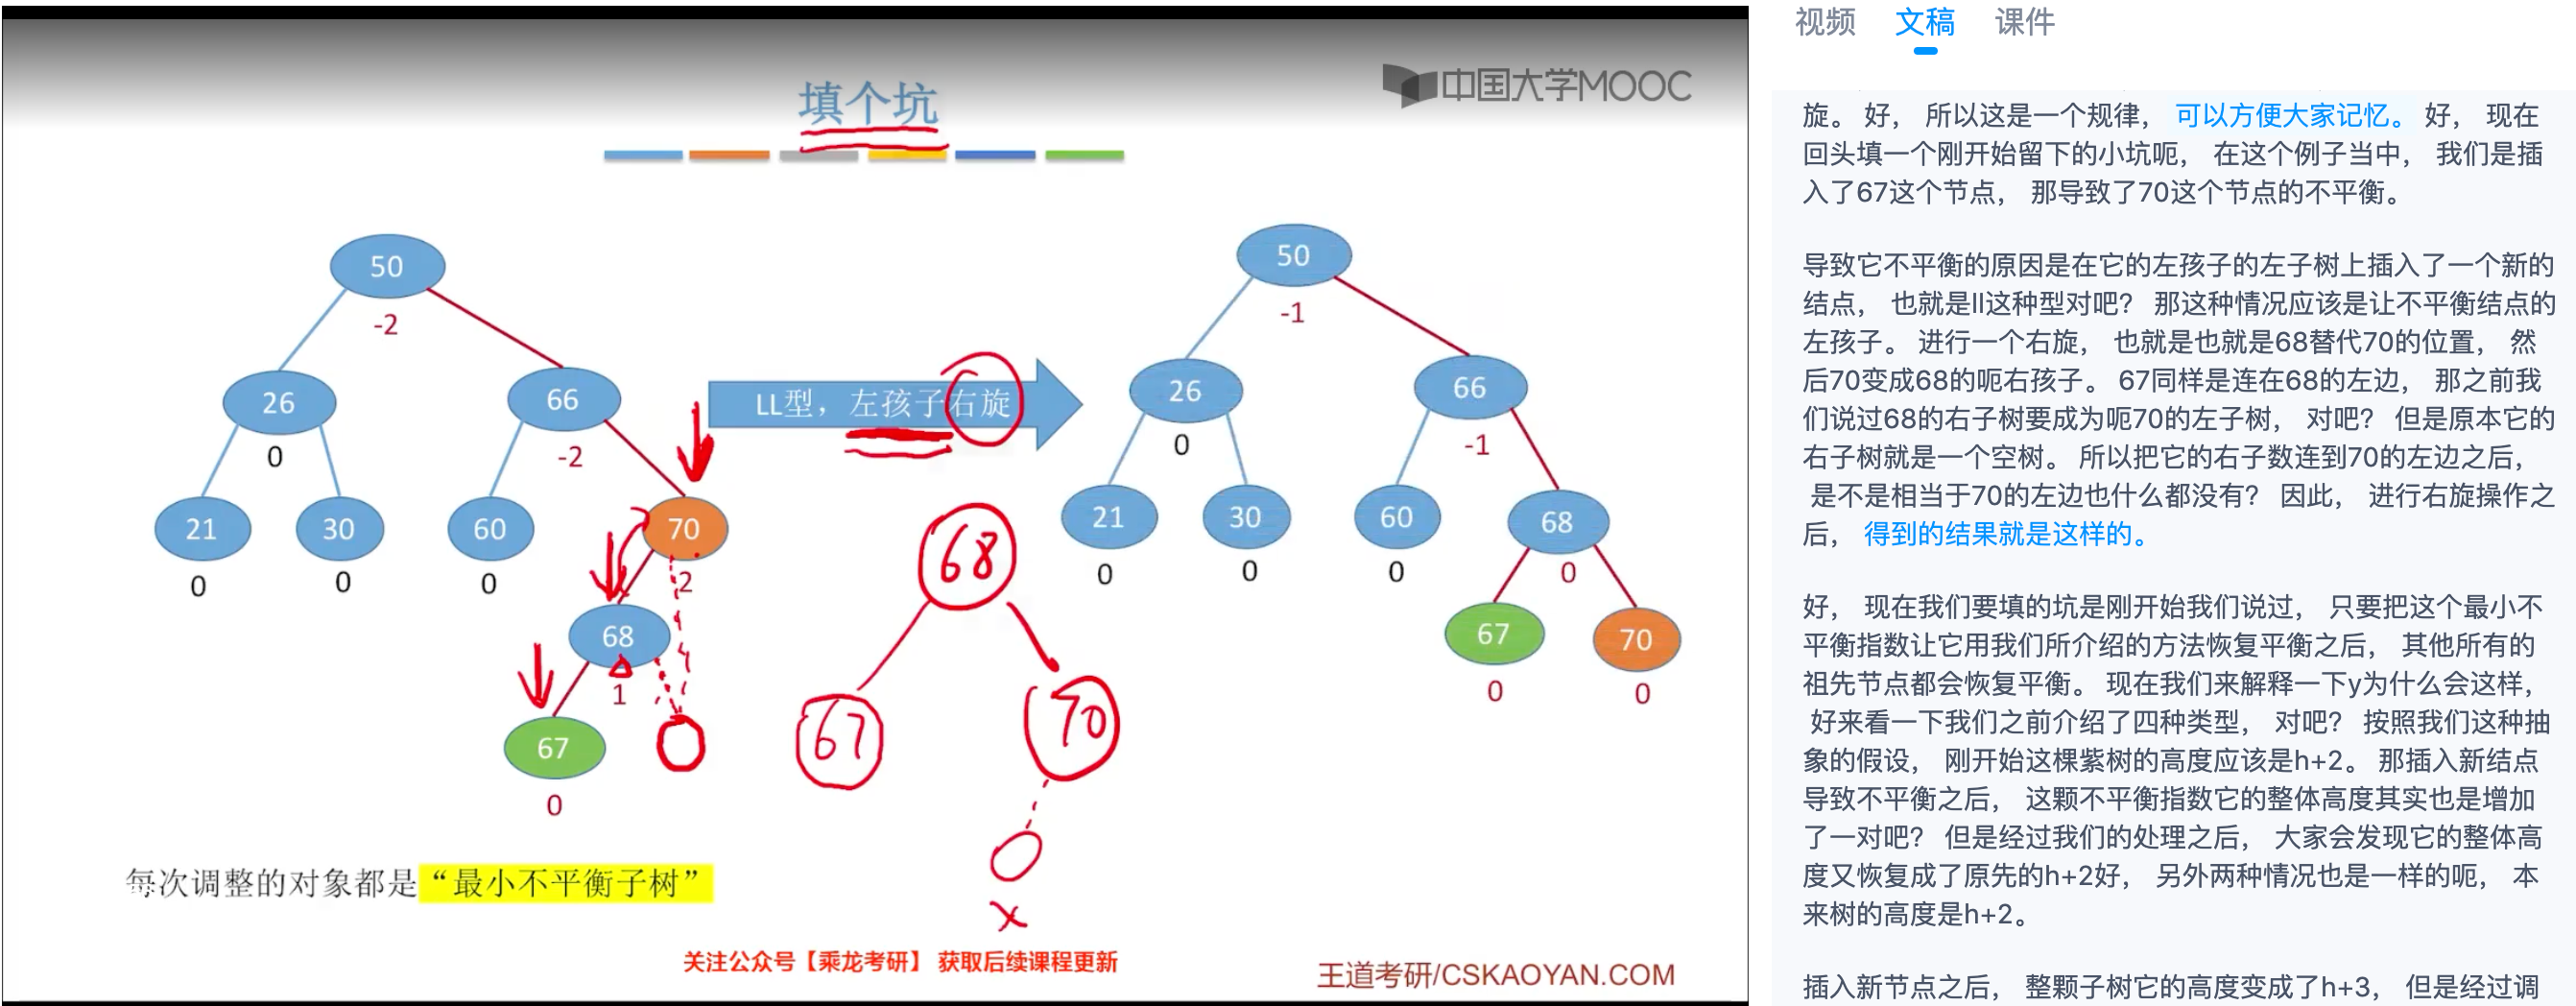 填个坑
中国大学MOOC
50
-2
26
0
66
-2
21
0
30
0
60
0
70
2
68
1
67
0
LL型，左孩子右旋
68
67
70
x
50
-1
26
0
66
-1
21
0
30
0
60
0
68
0
67
0
70
0
每次调整的对象都是“最小不平衡子树”
关注公众号【乘龙考研】 获取后续课程更新
王道考研/CSKAOYAN.COM
视频 文稿 课件
旋。 好， 所以这是一个规律， 可以方便大家记忆。 好， 现在
回头填一个刚开始留下的小坑呃， 在这个例子当中， 我们是插
入了67这个节点， 那导致了70这个节点的不平衡。
导致它不平衡的原因是在它的左孩子的左子树上插入了一个新的
结点， 也就是ll这种型对吧？ 那这种情况应该是让不平衡结点的
左孩子。 进行一个右旋， 也就是也就是68替代70的位置， 然
后70变成68的呃右孩子。 67同样是连在68的左边， 那之前我
们说过68的右子树要成为呃70的左子树， 对吧？ 但是原本它的
右子树就是一个空树。 所以把它的右子数连到70的左边之后，
是不是相当于70的左边也什么都没有？ 因此， 进行右旋操作之
后， 得到的结果就是这样的。
好， 现在我们要填的坑是刚开始我们说过， 只要把这个最小不
平衡指数让它用我们所介绍的方法恢复平衡之后， 其他所有的
祖先节点都会恢复平衡。 现在我们来解释一下y为什么会这样，
好来看一下我们之前介绍了四种类型， 对吧？ 按照我们这种抽
象的假设， 刚开始这棵紫树的高度应该是h+2。 那插入新结点
导致不平衡之后， 这颗不平衡指数它的整体高度其实也是增加
了一对吧？ 但是经过我们的处理之后， 大家会发现它的整体高
度又恢复成了原先的h+2好， 另外两种情况也是一样的呃， 本
来树的高度是h+2。
插入新节点之后， 整颗子树它的高度变成了h+3， 但是经过调